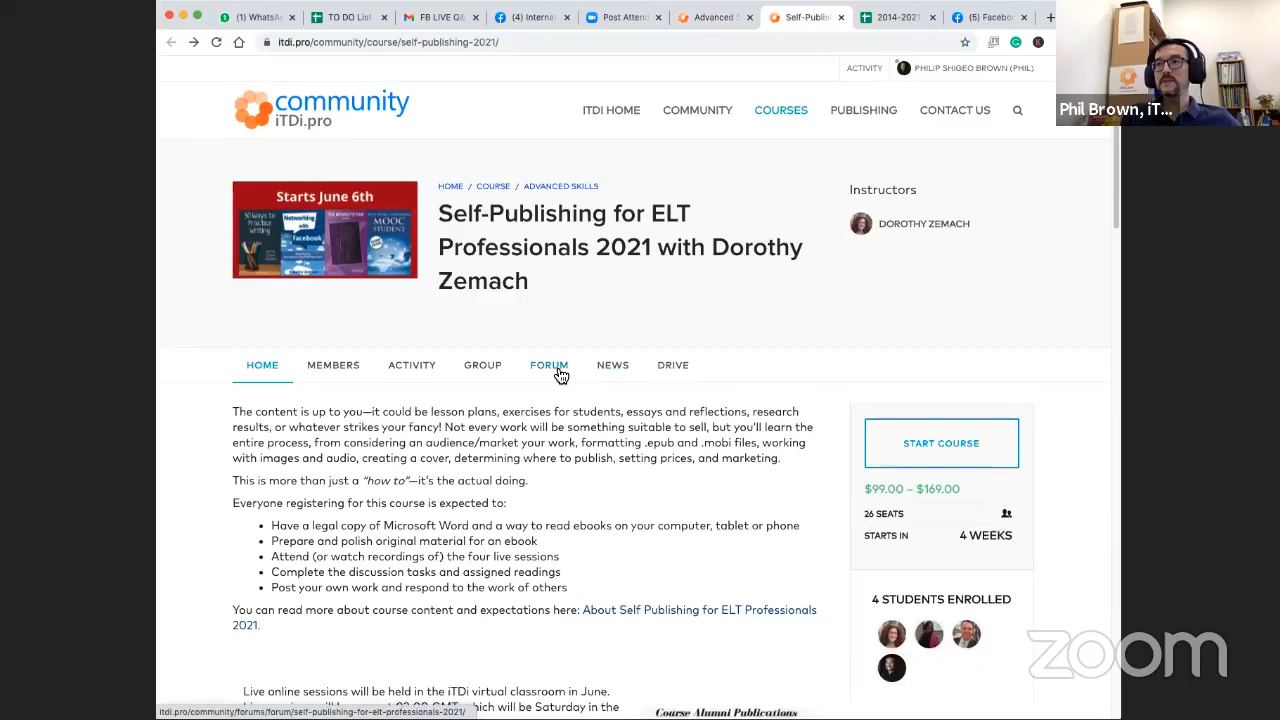 (1) WhatsA
TO DO List
FB LIVE Q&
(4) Interna
Post Atten
Advanced S
Self-Publis
2014-2021
(5) Facebo
itdi.pro/community/course/self-publishing-2021/
ACTIVITY
PHILIP SHIGEO BROWN (PHIL)
community
iTDi.pro
ITDI HOME
COMMUNITY
COURSES
PUBLISHING
CONTACT US
Phil Brown, iT...
Starts June 6th
50 Ways to Practice Writing
Networking with facebook
MOOC STUDENT
HOME / COURSE / ADVANCED SKILLS
Self-Publishing for ELT
Professionals 2021 with Dorothy
Zemach
Instructors
DOROTHY ZEMACH
HOME
MEMBERS
ACTIVITY
GROUP
FORUM
NEWS
DRIVE
The content is up to you—it could be lesson plans, exercises for students, essays and reflections, research
results, or whatever strikes your fancy! Not every work will be something suitable to sell, but you'll learn the
entire process, from considering an audience/market your work, formatting .epub and .mobi files, working
with images and audio, creating a cover, determining where to publish, setting prices, and marketing.
This is more than just a "how to"—it's the actual doing.
Everyone registering for this course is expected to:
• Have a legal copy of Microsoft Word and a way to read ebooks on your computer, tablet or phone
• Prepare and polish original material for an ebook
• Attend (or watch recordings of) the four live sessions
• Complete the discussion tasks and assigned readings
• Post your own work and respond to the work of others
You can read more about course content and expectations here: About Self Publishing for ELT Professionals
2021.
START COURSE
$99.00 – $169.00
26 SEATS
STARTS IN
4 WEEKS
4 STUDENTS ENROLLED
Live online sessions will be held in the iTDi virtual classroom in June.
which will be Saturday in the
Course Alumni Publications
itdi.pro/community/forums/forum/self-publishing-for-elt-professionals-2021/
zoom